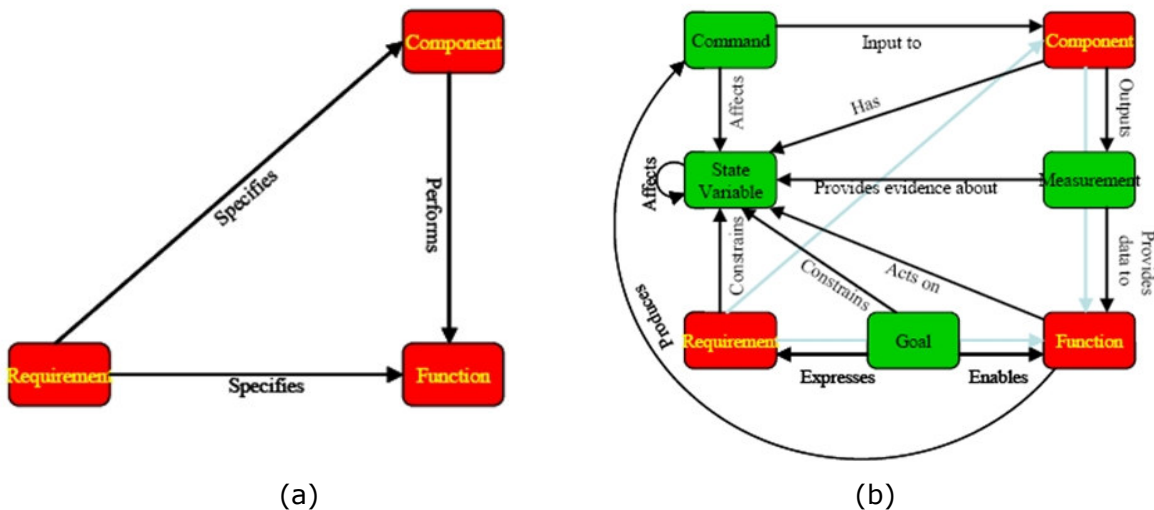 Component
Specifies
Performs
Requirement
Function
Specifies
(a)
Command
Input to
Component
Affects
Has
Outputs
Affects
State
Variable
Provides evidence about
Measurement
Constrains
Constrains
Acts on
Provides
data to
Produces
Requirement
Goal
Function
Expresses
Enables
(b)